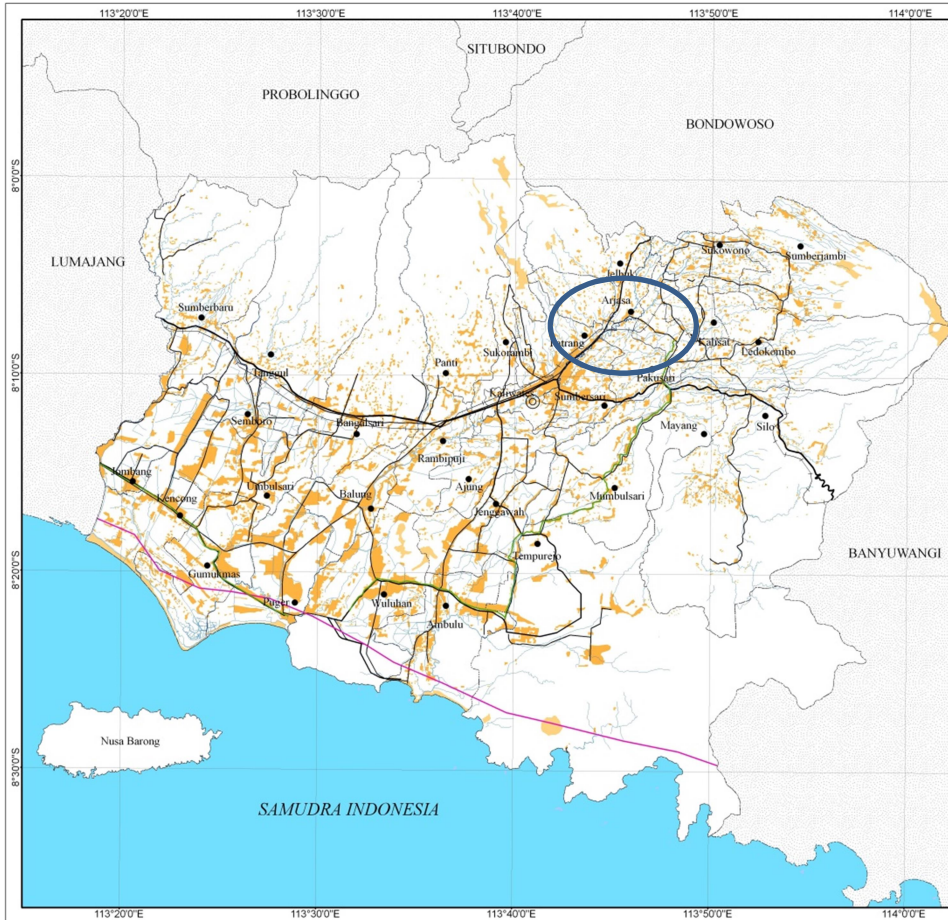 113°20'0"E
113°30'0"E
113°40'0"E
113°50'0"E
114°0'0"E
SITUBONDO
PROBOLINGGO
BONDOWOSO
8°0'0"S
LUMAJANG
Sukowono
Sumberjambi
Jelbuk
Sumberbaru
Arjasa
Patrang
Sukorambi
Kalisat
Ledokombo
Tanggul
Panti
8°10'0"S
Pakusari
Kaliwates
Sumbersari
Semboro
Bangalsari
Mayang
Silo
Rambipuji
Jombang
Kencong
Umbulsari
Balung
Ajung
Jenggawah
Mumbulsari
Tempurejo
BANYUWANGI
8°20'0"S
Gumukmas
Puger
Wuluhan
Ambulu
Nusa Barong
8°30'0"S
SAMUDRA INDONESIA
113°20'0"E
113°30'0"E
113°40'0"E
113°50'0"E
114°0'0"E